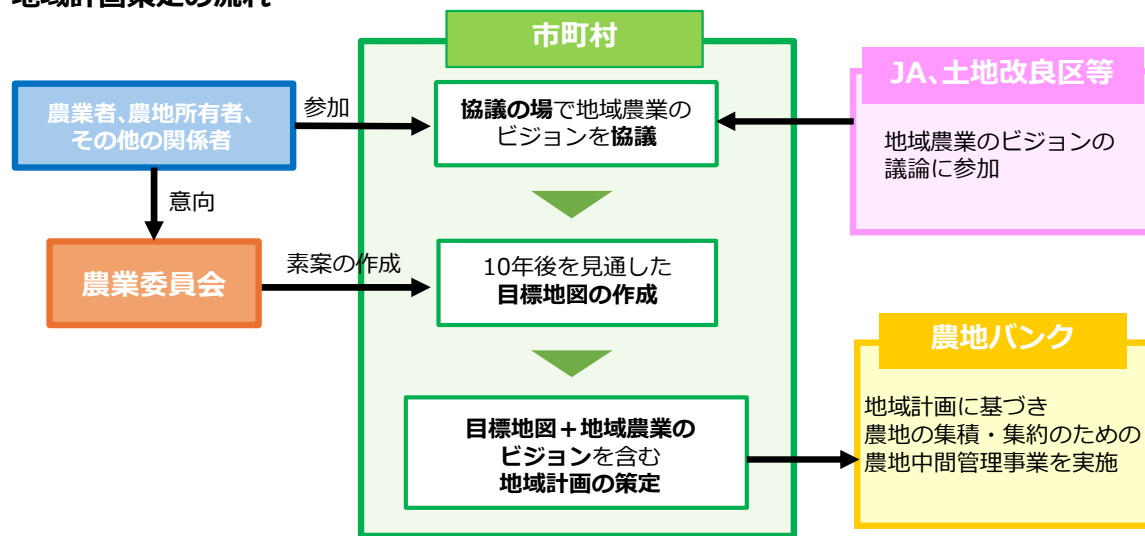 地域計画策定の流れ
市町村
農業者、農地所有者、
その他の関係者
参加
協議の場で地域農業の
ビジョンを協議
JA、土地改良区等
地域農業のビジョンの
議論に参加
意向
農業委員会
素案の作成
10年後を見通した
目標地図の作成
農地バンク
地域計画に基づき
農地の集積・集約のための
農地中間管理事業を実施
目標地図＋地域農業の
ビジョンを含む
地域計画の策定